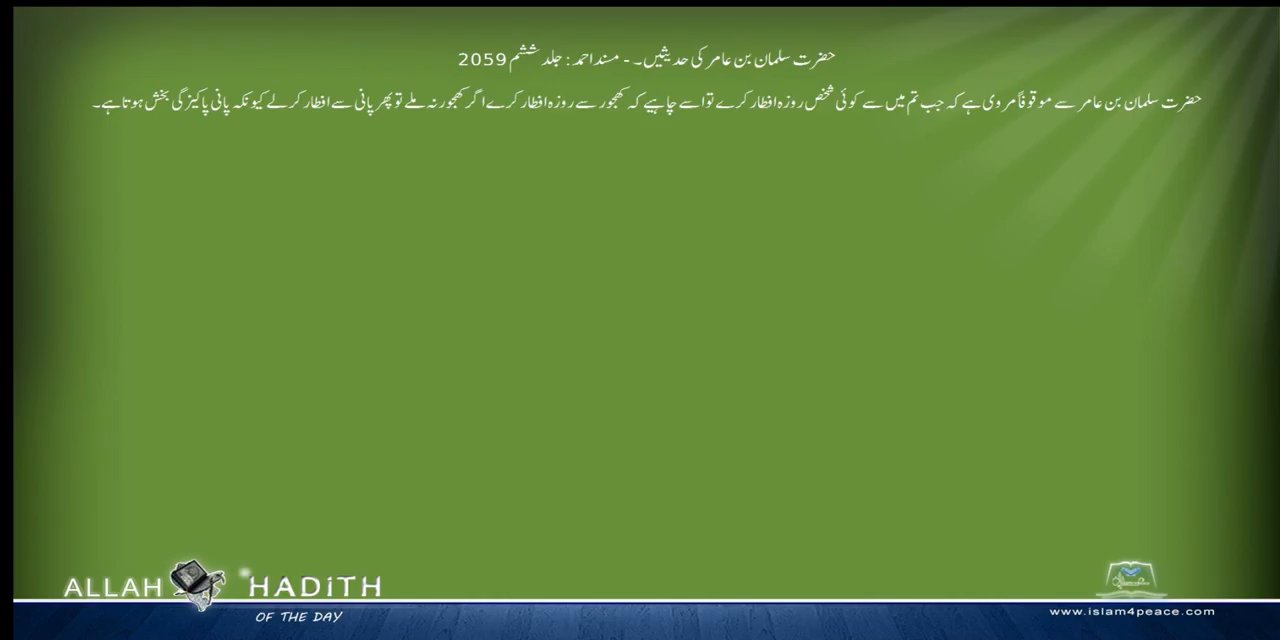 حضرت سلمان بن عامر کی حدیثیں۔ - مسند احمد : جلد ششم 2059
حضرت سلمان بن عامر سے موقوفاً مروی ہے کہ جب تم میں سے کوئی شخص روزہ افطار کرے تو اسے چاہیے کہ کھجور سے روزہ افطار کرے اگر کھجور نہ ملے تو پھر پانی سے افطار کرلے کیونکہ پانی پاکیزگی بخش ہوتا ہے۔
ALLAH HADITH
OF THE DAY
www.islam4peace.com